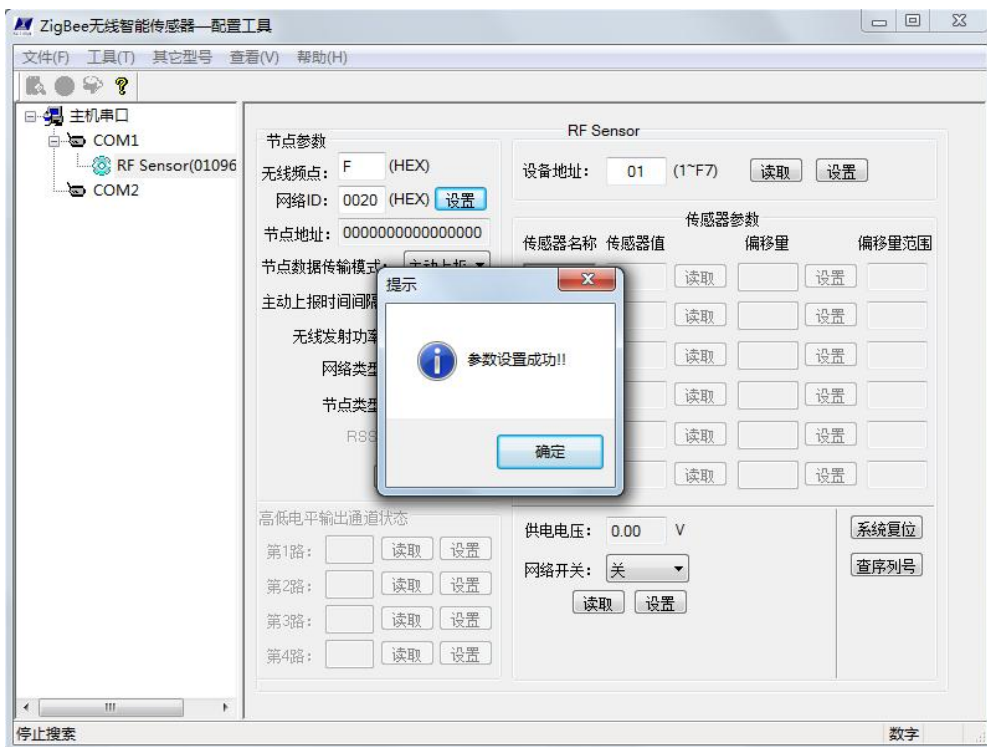 ZigBee无线智能传感器—配置工具
文件(F) 工具(T) 其它型号 查看(V) 帮助(H)
主机串口
COM1
RF Sensor(01096
COM2
节点参数
无线频点: F (HEX)
网络ID: 0020 (HEX) 设置
节点地址: 0000000000000000
节点数据传输模式: 主动上报
主动上报时间间隔
无线发射功率
网络类型
节点类型
RSS
高低电平输出通道状态
第1路: 读取 设置
第2路: 读取 设置
第3路: 读取 设置
第4路: 读取 设置
RF Sensor
设备地址: 01 (1~F7) 读取 设置
传感器参数
传感器名称 传感器值 偏移量 偏移量范围
读取 设置
读取 设置
读取 设置
读取 设置
读取 设置
读取 设置
供电电压: 0.00 V
网络开关: 关
读取 设置
系统复位
查序列号
提示
参数设置成功!!
确定
停止搜索
数字